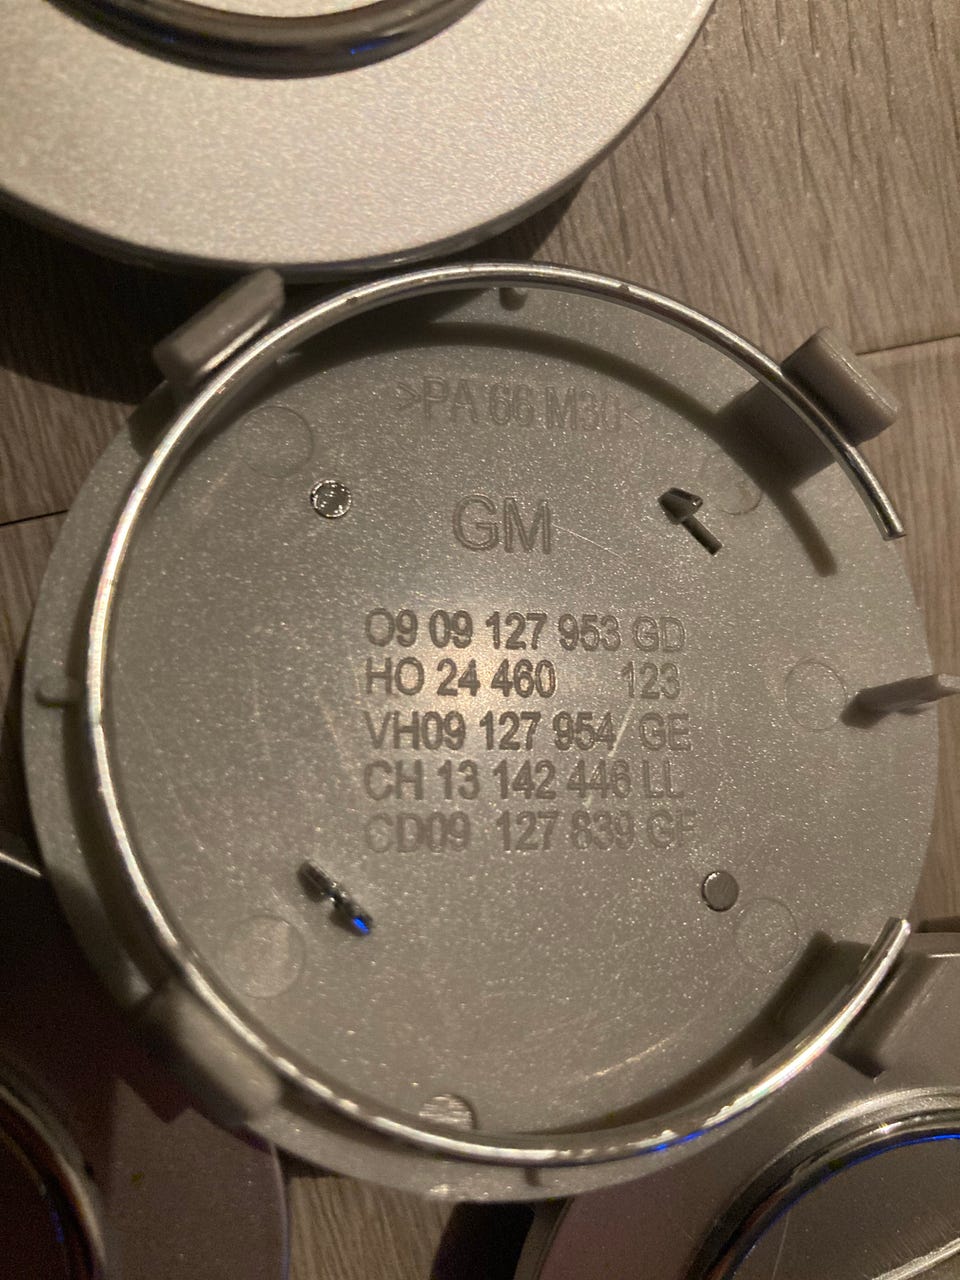 >PA 66 M30<
GM
O9 09 127 953 GD
HO 24 460 123
VH09 127 954 GE
CH 13 142 446 LL
CD09 127 839 GF